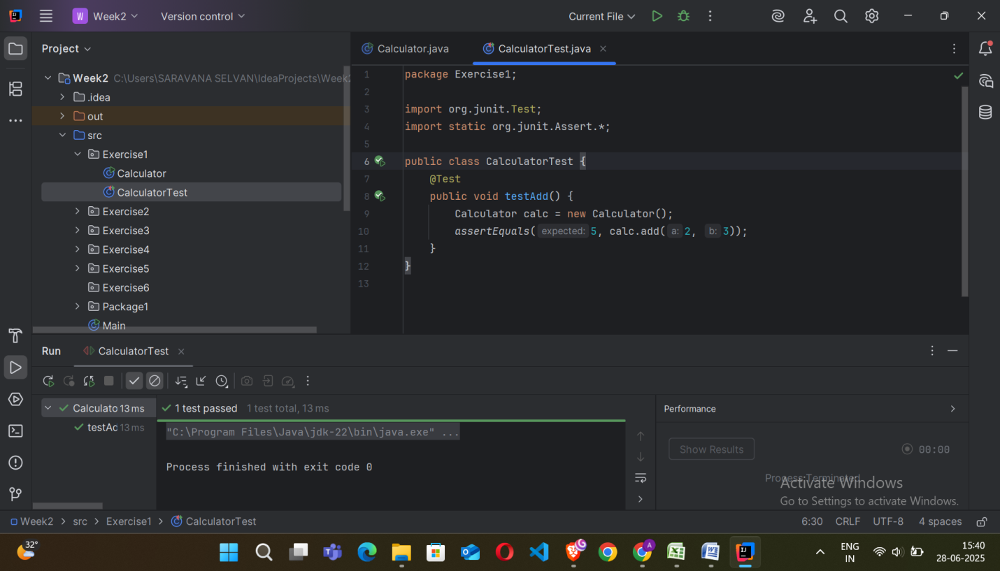 W Week2 Version control Current File
Project
Week2 C:\Users\SARAVANA SELVAN\IdeaProjects\Week2
.idea
out
src
Exercise1
Calculator
CalculatorTest
Exercise2
Exercise3
Exercise4
Exercise5
Exercise6
Package1
Main
Calculator.java CalculatorTest.java
1 package Exercise1;
2
3 import org.junit.Test;
4 import static org.junit.Assert.*;
5
6 public class CalculatorTest {
7 @Test
8 public void testAdd() {
9 Calculator calc = new Calculator();
10 assertEquals( expected: 5, calc.add( a: 2, b: 3));
11 }
12 }
13
Run CalculatorTest
Calculato 13 ms
testAd 13 ms
1 test passed 1 test total, 13 ms
"C:\Program Files\Java\jdk-22\bin\java.exe" ...
Process finished with exit code 0
Performance
Show Results 00:00
Process Terminated
Activate Windows
Go to Settings to activate Windows.
Week2 > src > Exercise1 > CalculatorTest 6:30 CRLF UTF-8 4 spaces
32°
ENG
IN
15:40
28-06-2025